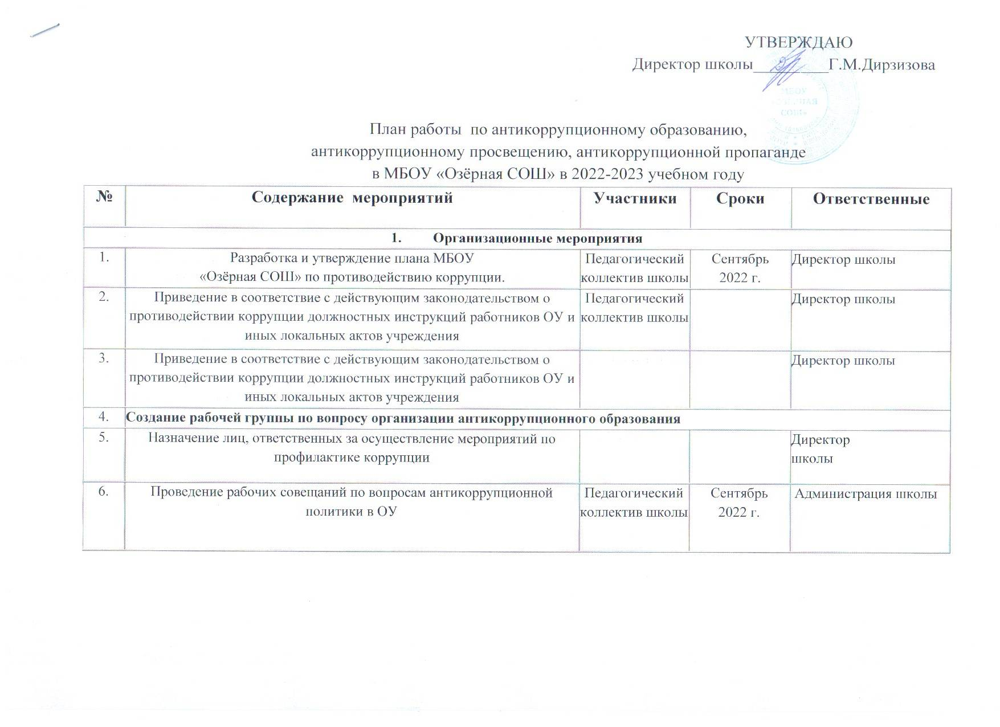 УТВЕРЖДАЮ
Директор школы_________Г.М.Дирзизова
МБОУ
СОШ»
План работы по антикоррупционному образованию,
антикоррупционному просвещению, антикоррупционной пропаганде
в МБОУ «Озёрная СОШ» в 2022-2023 учебном году
№ Содержание мероприятий Участники Сроки Ответственные
1. Организационные мероприятия
1. Разработка и утверждение плана МБОУ Педагогический Сентябрь Директор школы
«Озёрная СОШ» по противодействию коррупции. коллектив школы 2022 г.
2. Приведение в соответствие с действующим законодательством о Педагогический Директор школы
противодействии коррупции должностных инструкций работников ОУ и коллектив школы
иных локальных актов учреждения
3. Приведение в соответствие с действующим законодательством о Директор школы
противодействии коррупции должностных инструкций работников ОУ и
иных локальных актов учреждения
4. Создание рабочей группы по вопросу организации антикоррупционного образования
5. Назначение лиц, ответственных за осуществление мероприятий по Директор
профилактике коррупции школы
6. Проведение рабочих совещаний по вопросам антикоррупционной Педагогический Сентябрь Администрация школы
политики в ОУ коллектив школы 2022 г.